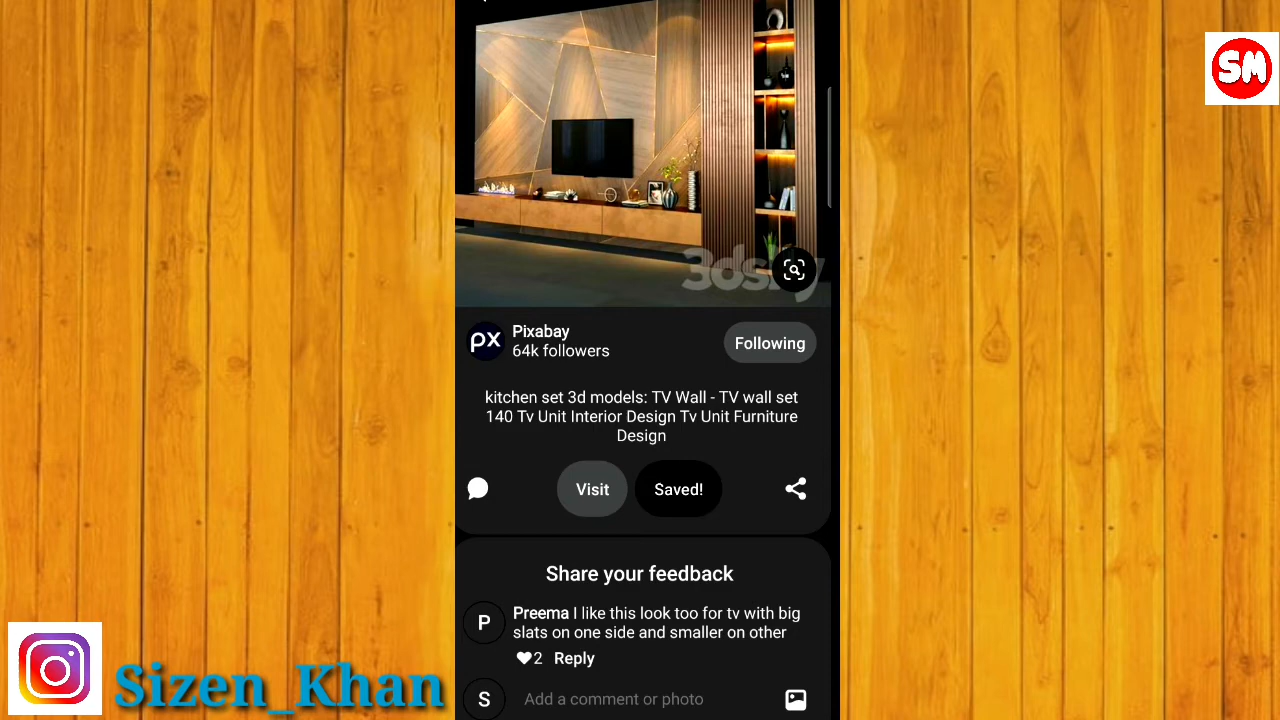 SM
3dsky
px
Pixabay
64k followers
Following
kitchen set 3d models: TV Wall - TV wall set
140 Tv Unit Interior Design Tv Unit Furniture
Design
Visit
Saved!
Share your feedback
P
Preema I like this look too for tv with big
slats on one side and smaller on other
2 Reply
S
Add a comment or photo
Sizen_Khan